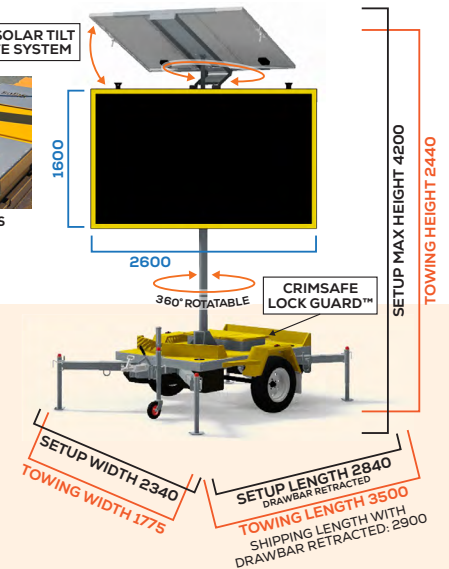 SOLAR TILT
SYSTEM
1600
2600
360° ROTATABLE
CRIMSAFE
LOCK GUARD™
SETUP MAX HEIGHT 4200
TOWING HEIGHT 2440
SETUP WIDTH 2340
TOWING WIDTH 1775
SETUP LENGTH 2840
DRAWBAR RETRACTED
TOWING LENGTH 3500
SHIPPING LENGTH WITH
DRAWBAR RETRACTED: 2900